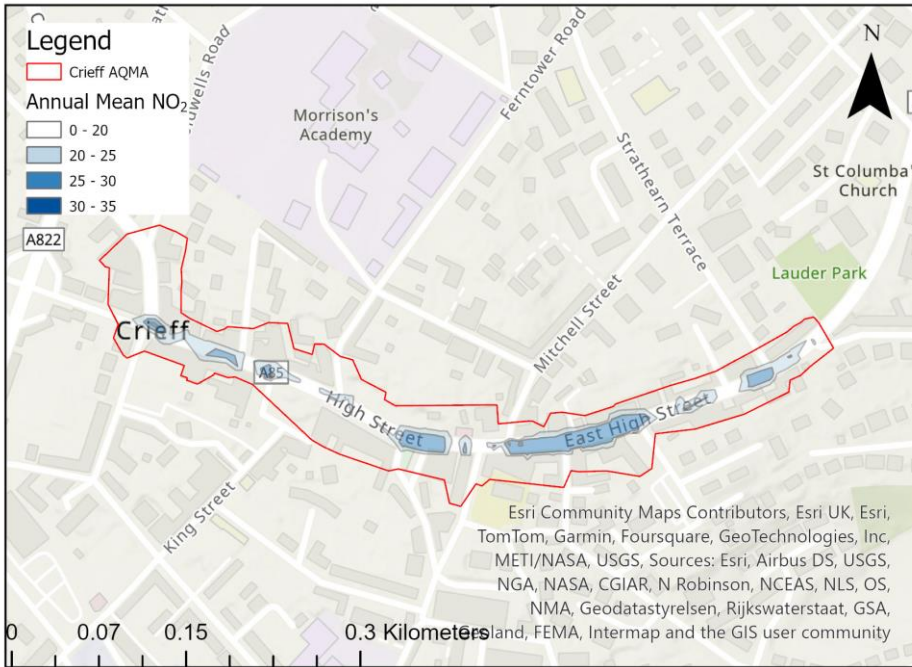 Legend
Crieff AQMA
Annual Mean NO₂
0 - 20
20 - 25
25 - 30
30 - 35
N
Ferntower Road
Morrison's
Academy
Strathearn Terrace
St Columba'
Church
A822
Lauder Park
Mitchell Street
Crieff
A85
High Street
East High Street
King Street
Esri Community Maps Contributors, Esri UK, Esri,
TomTom, Garmin, Foursquare, GeoTechnologies, Inc,
METI/NASA, USGS, Sources: Esri, Airbus DS, USGS,
NGA, NASA, CGIAR, N Robinson, NCEAS, NLS, OS,
NMA, Geodatastyrelsen, Rijkswaterstaat, GSA,
Geoland, FEMA, Intermap and the GIS user community
0 0.07 0.15 0.3 Kilometers